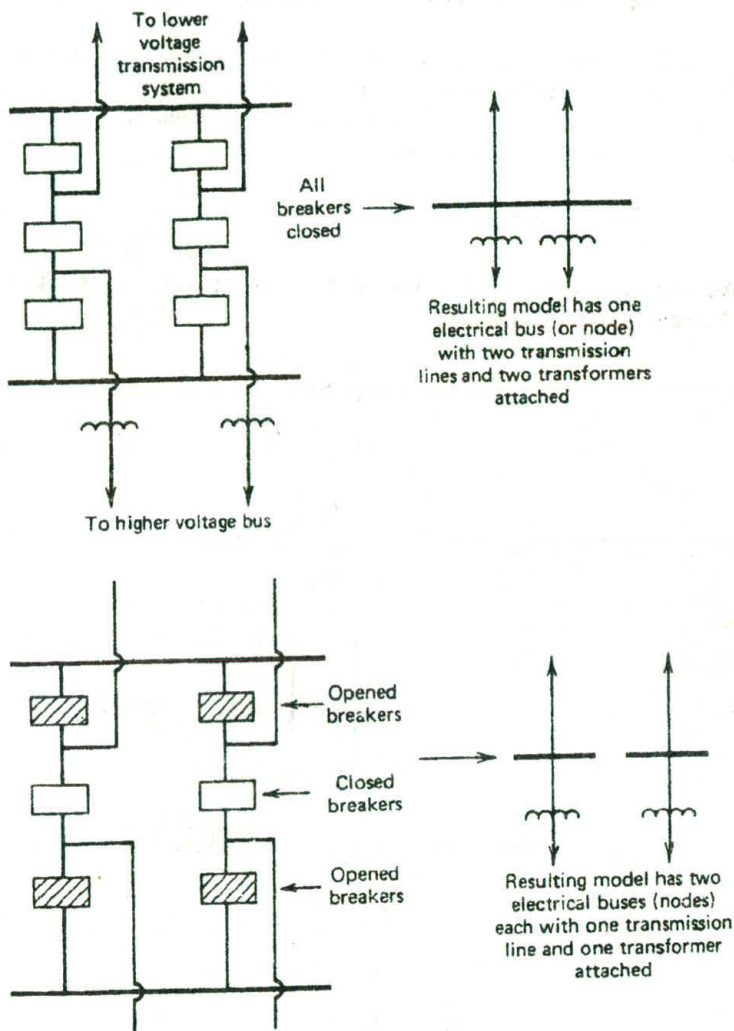 To lower
voltage
transmission
system
All
breakers
closed
Resulting model has one
electrical bus (or node)
with two transmission
lines and two transformers
attached
To higher voltage bus
Opened
breakers
Closed
breakers
Opened
breakers
Resulting model has two
electrical buses (nodes)
each with one transmission
line and one transformer
attached